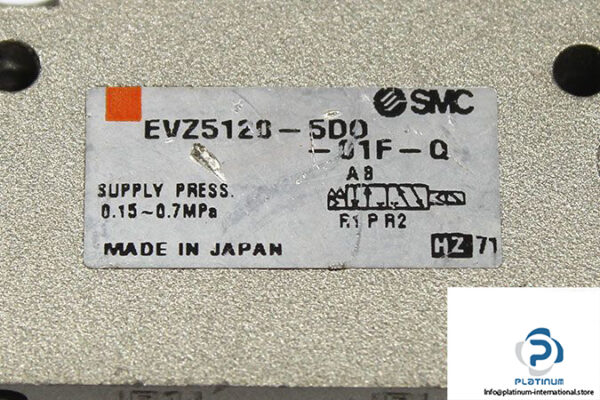 SMC
EVZ5120-5DO
-01F-Q
SUPPLY PRESS.
0.15~0.7MPa
A B
R1 P R2
MADE IN JAPAN
HZ 71
PLATINUM
Info@platinum-international.store